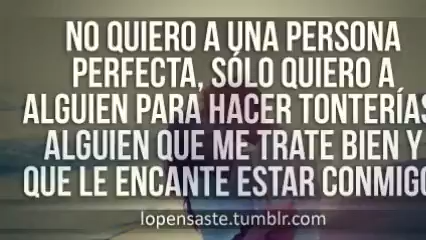 NO QUIERO A UNA PERSONA
PERFECTA, SÓLO QUIERO A
ALGUIEN PARA HACER TONTERÍAS
ALGUIEN QUE ME TRATE BIEN Y
QUE LE ENCANTE ESTAR CONMIGO
lopensaste.tumblr.com